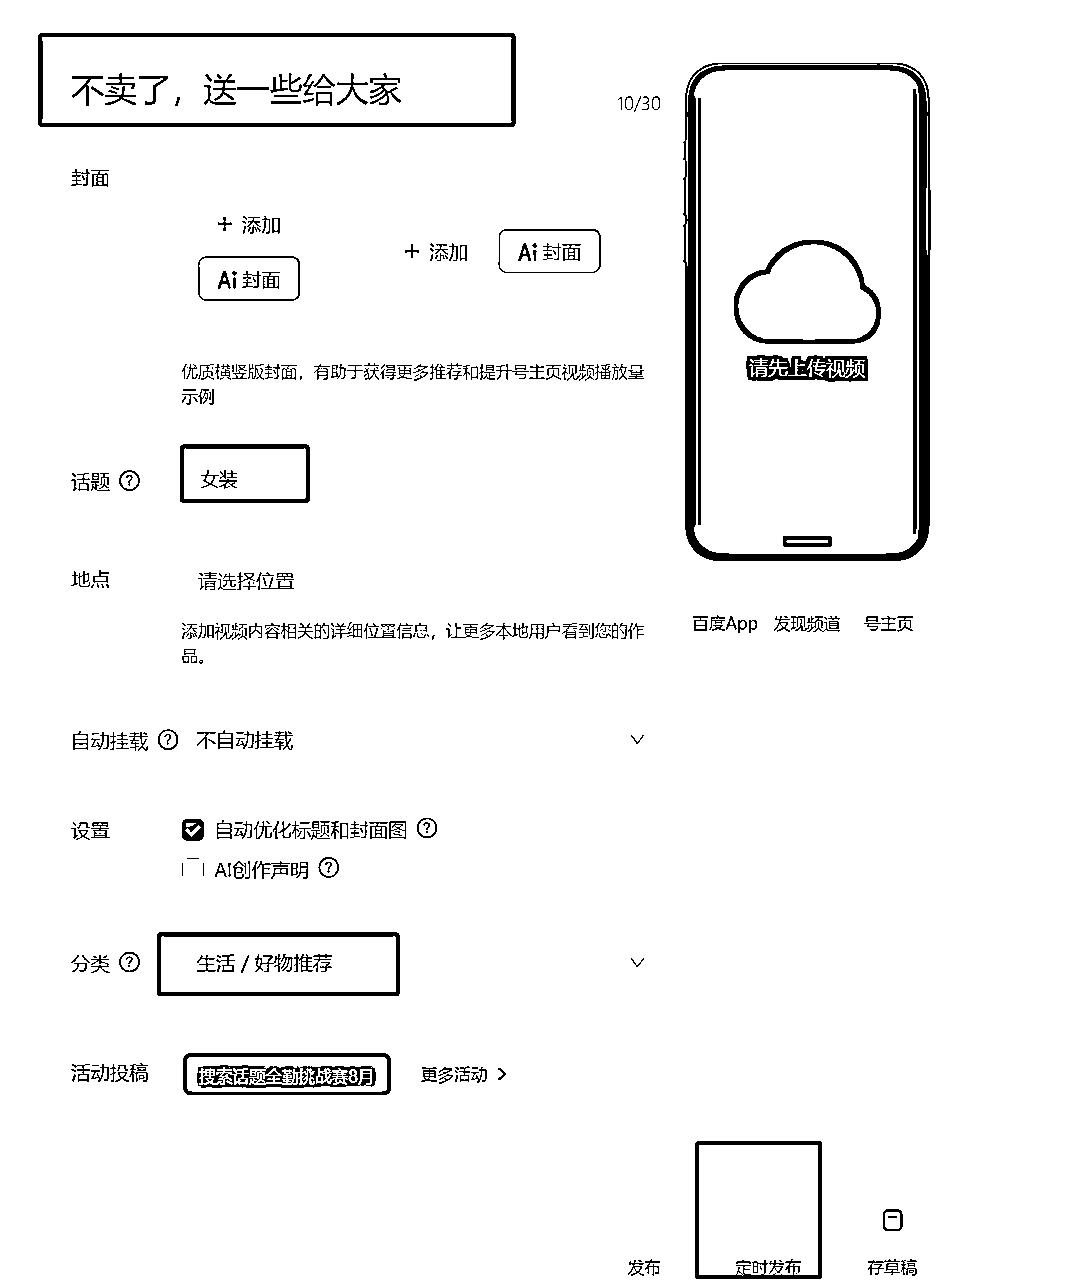 不卖了，送一些给大家
10/30
封面
+ 添加
Ai 封面
+ 添加 Ai 封面
优质横竖版封面，有助于获得更多推荐和提升号主页视频播放量
示例
请先上传视频
话题 ? 女装
地点 请选择位置
添加视频内容相关的详细位置信息，让更多本地用户看到您的作
品。
百度App 发现频道 号主页
自动挂载 ? 不自动挂载
设置 自动优化标题和封面图 ?
AI创作声明 ?
分类 ? 生活 / 好物推荐
活动投稿 搜索话题全勤挑战赛8月 更多活动 >
发布 定时发布 存草稿